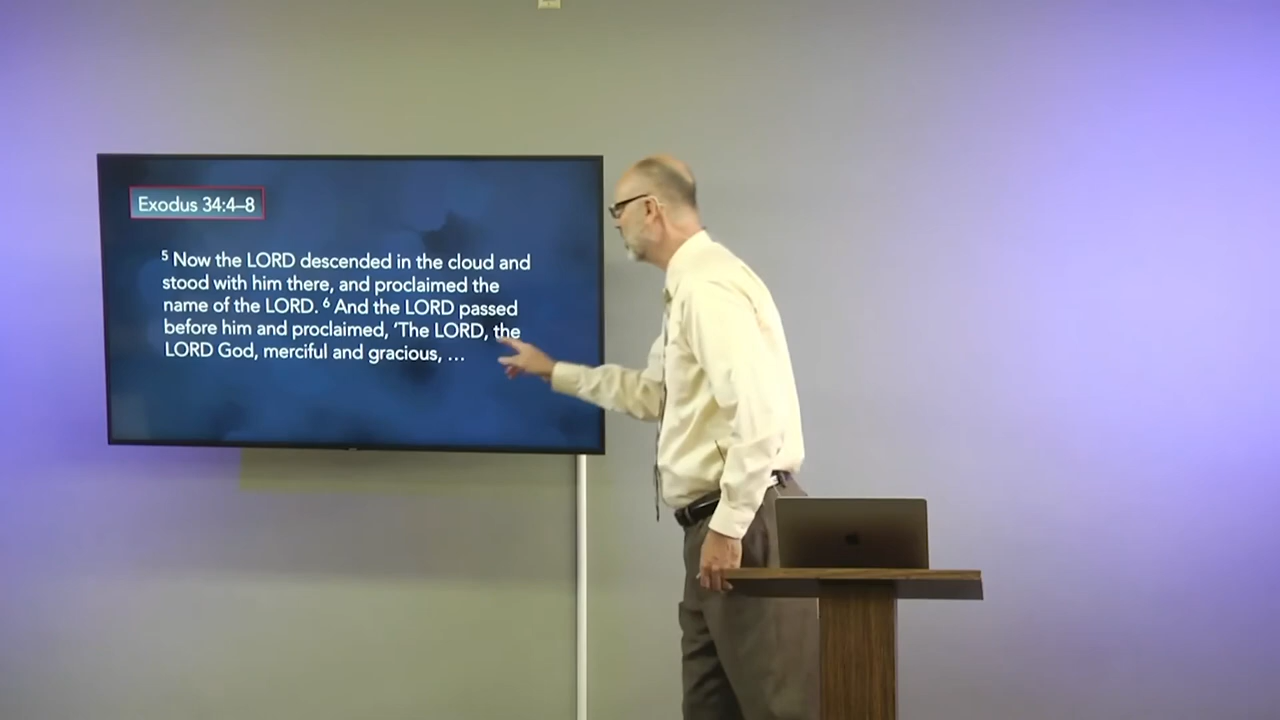 Exodus 34:4–8
⁵ Now the LORD descended in the cloud and
stood with him there, and proclaimed the
name of the LORD. ⁶ And the LORD passed
before him and proclaimed, ‘The LORD, the
LORD God, merciful and gracious, …